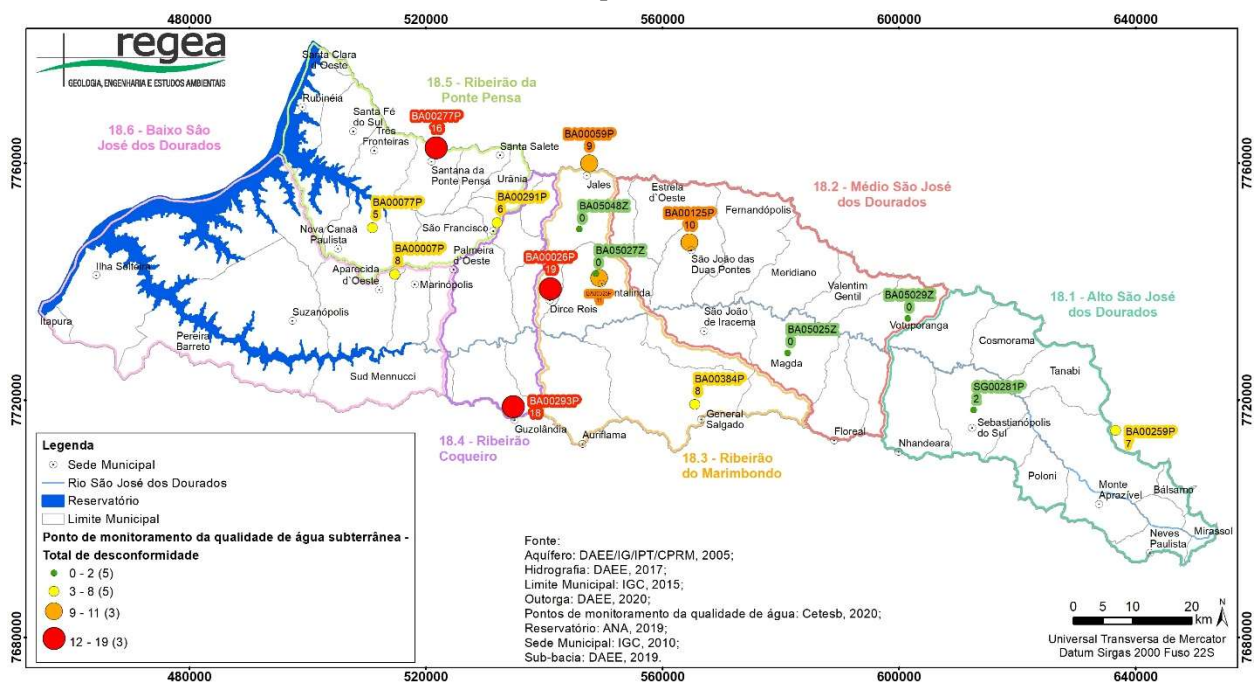 480000
520000
560000
600000
640000
regea
GEOLOGIA, ENGENHARIA E ESTUDOS AMBIENTAIS
7760000
7720000
7680000
7760000
7720000
7680000
Santa Clara
d´Oeste
Rubinéia
Santa Fé
do Sul
Três
Fronteiras
18.5 - Ribeirão da
Ponte Pensa
BA00277P
16
Santana da
Ponte Pensa
Santa Salete
Urânia
18.6 - Baixo São
José dos Dourados
BA00077P
5
BA00291P
6
Nova Canaã
Paulista
São Francisco
BA00007P
8
Palmeira
d´Oeste
Aparecida
d´Oeste
Marinópolis
Ilha Solteira
Itapura
Suzanópolis
Pereira
Barreto
Sud Mennucci
BA00059P
9
Jales
BA05048Z
0
BA05027Z
0
BA00026P
19
Dirce Reis
ntalinda
Estrela
d´Oeste
Fernandópolis
BA00125P
10
São João das
Duas Pontes
Meridiano
Valentim
Gentil
18.2 - Médio São José
dos Dourados
BA05029Z
0
Votuporanga
São João
de Iracema
BA05025Z
0
Magda
18.1 - Alto São José
dos Dourados
Cosmorama
Tanabi
SG00281P
2
Sebastianópolis
do Sul
BA00259P
7
BA00384P
8
General
Salgado
BA00293P
18
Guzolândia
Auriflama
Floreal
Nhandeara
Poloni
Monte
Aprazível
Bálsamo
Neves
Paulista
Mirassol
18.4 - Ribeirão
Coqueiro
18.3 - Ribeirão
do Marimbondo
Legenda
Sede Municipal
Rio São José dos Dourados
Reservatório
Limite Municipal
Ponto de monitoramento da qualidade de água subterrânea -
Total de desconformidade
0 - 2 (5)
3 - 8 (5)
9 - 11 (3)
12 - 19 (3)
Fonte:
Aquífero: DAEE/IG/IPT/CPRM, 2005;
Hidrografia: DAEE, 2017;
Limite Municipal: IGC, 2015;
Outorga: DAEE, 2020;
Pontos de monitoramento da qualidade de água: Cetesb, 2020;
Reservatório: ANA, 2019;
Sede Municipal: IGC, 2010;
Sub-bacia: DAEE, 2019.
0 5 10 20
km
N
Universal Transversa de Mercator
Datum Sirgas 2000 Fuso 22S
480000
520000
560000
600000
640000